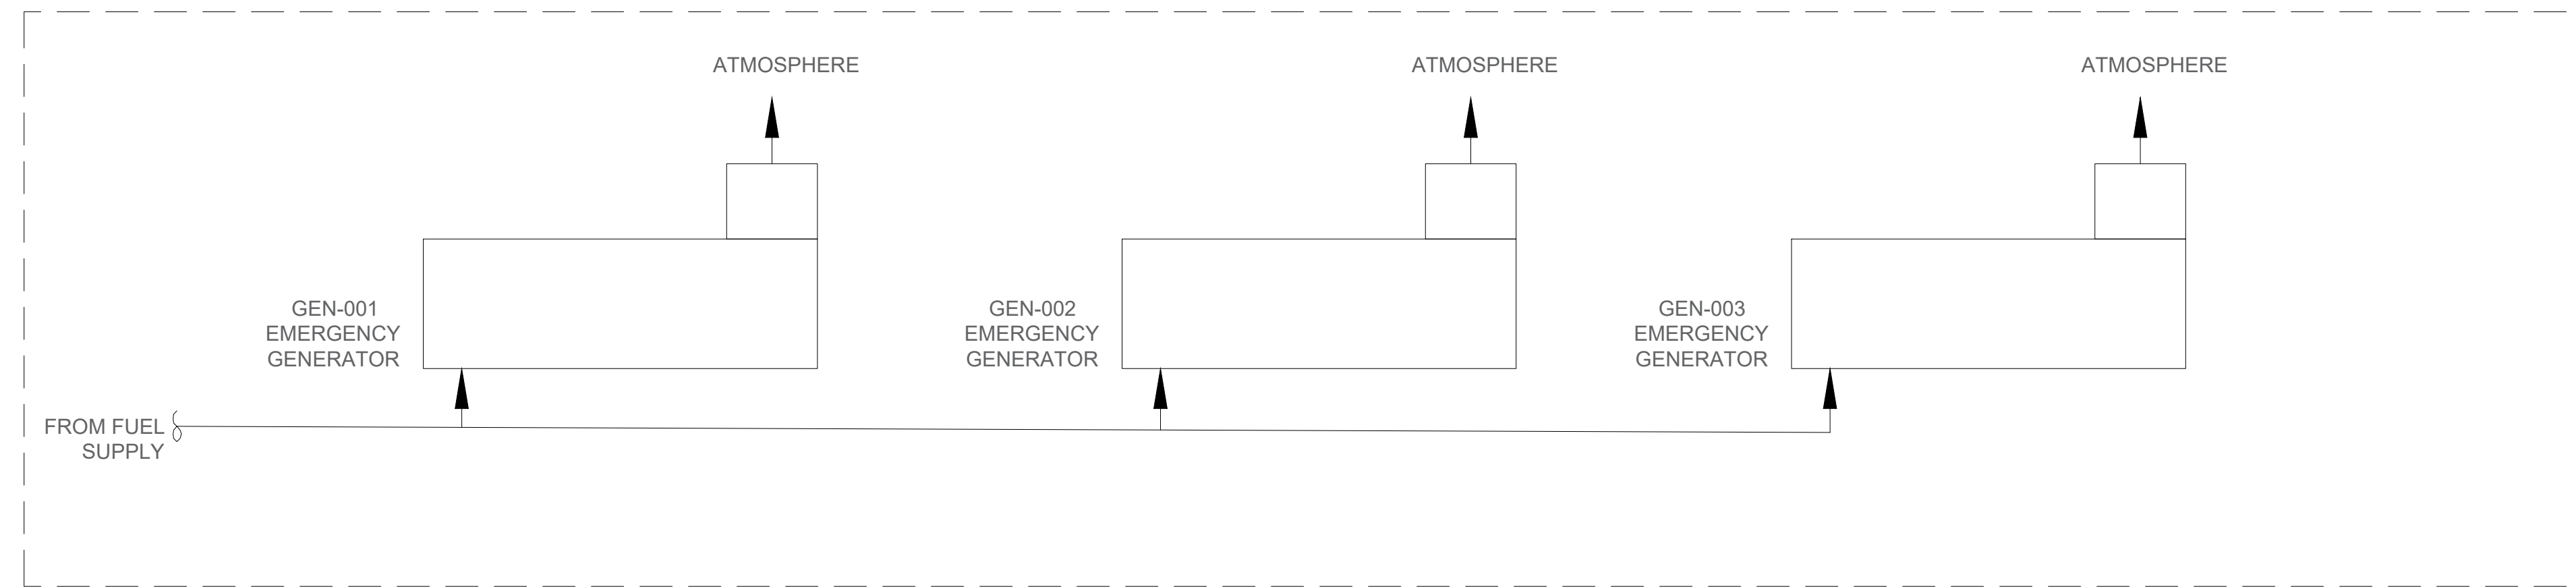 ATMOSPHERE
ATMOSPHERE
ATMOSPHERE
GEN-001
EMERGENCY
GENERATOR
GEN-002
EMERGENCY
GENERATOR
GEN-003
EMERGENCY
GENERATOR
FROM FUEL
SUPPLY